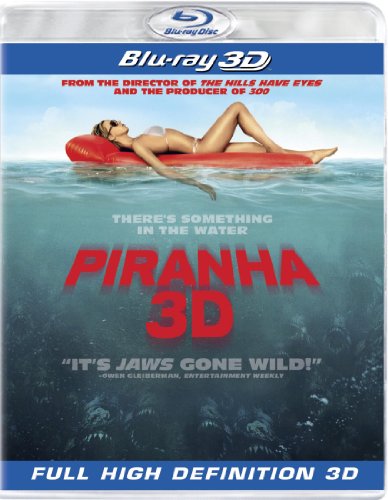 Blu-ray Disc
Blu-ray 3D
FROM THE DIRECTOR OF THE HILLS HAVE EYES
AND THE PRODUCER OF 300
THERE'S SOMETHING
IN THE WATER
PIRANHA
3D
"IT'S JAWS GONE WILD!"
-OWEN GLEIBERMAN, ENTERTAINMENT WEEKLY
FULL HIGH DEFINITION 3D